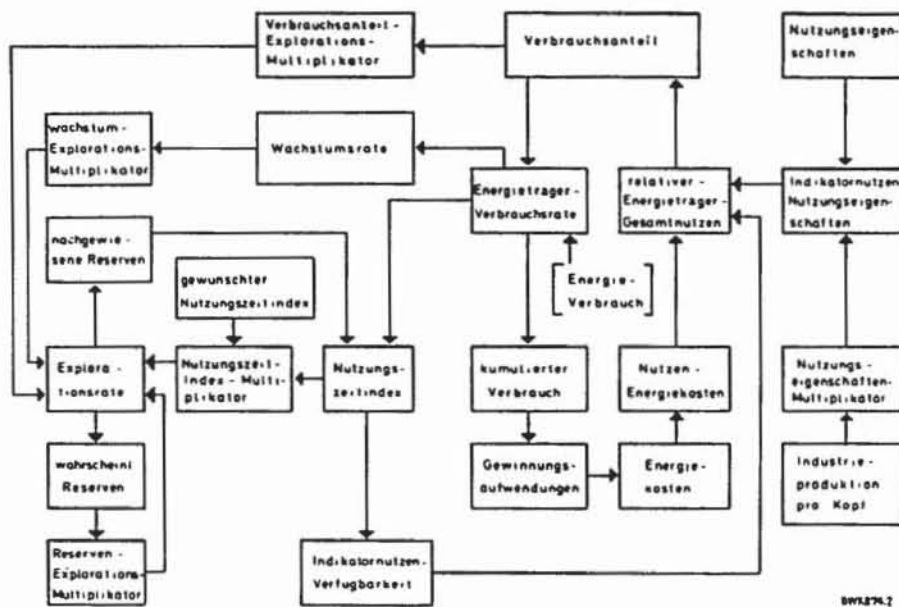 Verbrauchsanteil -
Explorations -
Multiplikator
Verbrauchsanteil
Nutzungseigen-
schaften
wachstum -
Explorations -
Multiplikator
Wachstumsrate
Energieträger -
Verbrauchsrate
relativer -
Energieträger -
Gesamtnutzen
Indikatornutzen
Nutzungseigen -
schaften
nachgewie -
sene Reserven
gewunschter
Nutzungszeitindex
Energie -
Verbrauch
Explora -
tionsrate
Nutzungszeit -
Index - Multi -
plikator
Nutzungs -
zeitindex
kumulierter
Verbrauch
Nutzen -
Energiekosten
Nutzungs -
eigenschaften-
Multiplikator
wahrscheinl
Reserven
Gewinnungs -
aufwendungen
Energie -
kosten
Industrie -
produktion
pro Kopf
Reserven -
Explorations-
Multiplikator
Indikatornutzen-
Verfugbarkeit